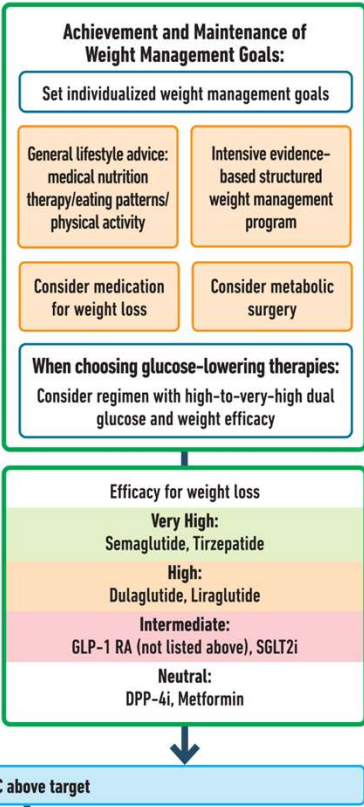 Achievement and Maintenance of
Weight Management Goals:
Set individualized weight management goals
General lifestyle advice:
medical nutrition
therapy/eating patterns/
physical activity
Intensive evidence-
based structured
weight management
program
Consider medication
for weight loss
Consider metabolic
surgery
When choosing glucose-lowering therapies:
Consider regimen with high-to-very-high dual
glucose and weight efficacy
Efficacy for weight loss
Very High:
Semaglutide, Tirzepatide
High:
Dulaglutide, Liraglutide
Intermediate:
GLP-1 RA (not listed above), SGLT2i
Neutral:
DPP-4i, Metformin
C above target